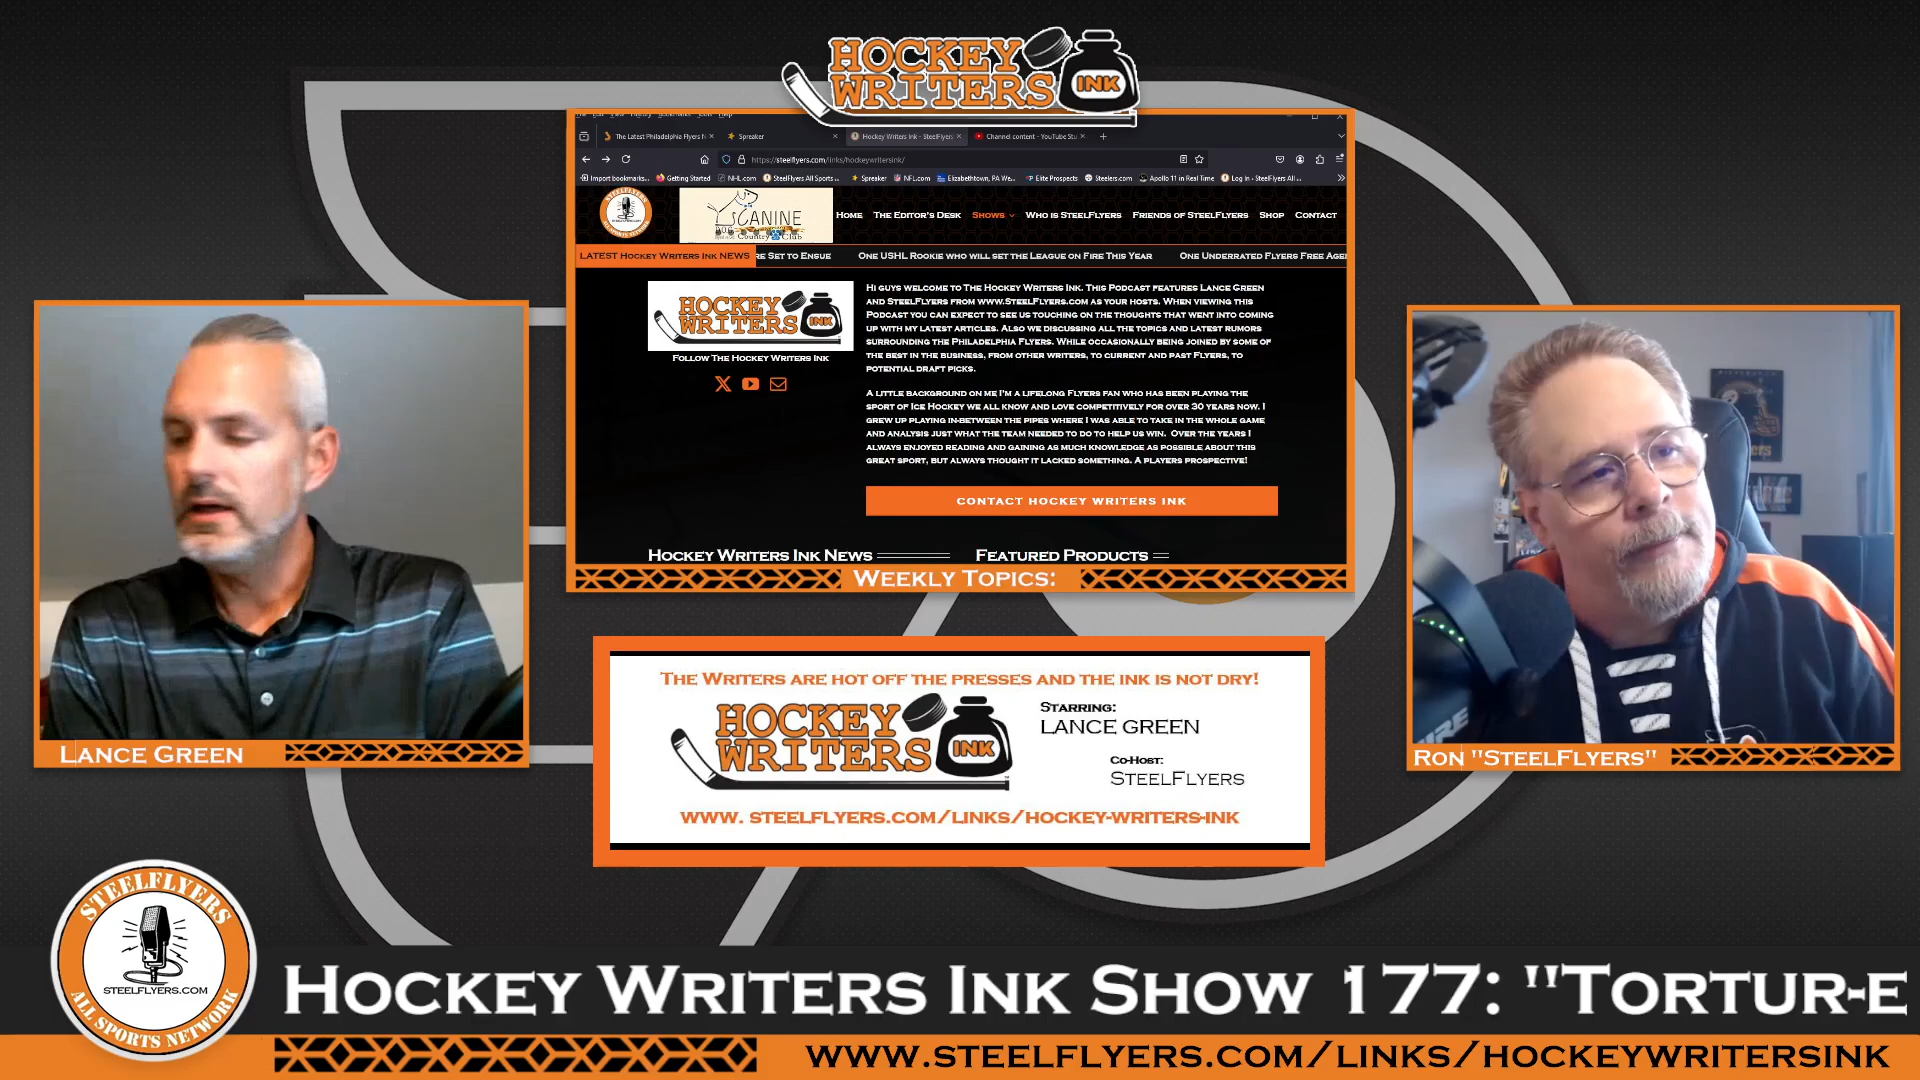 HOCKEY
WRITERS
INK
The Latest Philadelphia Flyers N
Spreaker
Hockey Writers Ink - SteelFlyers
Channel content - YouTube Stu
https://steelflyers.com/links/hockeywritersink/
Import bookmarks... Getting Started NHL.com SteelFlyers All Sports ... Spreaker NFL.com Elizabethtown, PA We... Elite Prospects Steelers.com Apollo 11 in Real Time Log In ‹ SteelFlyers All ...
CANINE
Country Club
Home The Editor's Desk Shows Who is SteelFlyers Friends of SteelFlyers Shop Contact
LATEST Hockey Writers Ink NEWS
re Set to Ensue One USHL Rookie who will set the League on Fire This Year One Underrated Flyers Free Age
HOCKEY
WRITERS
INK
Follow The Hockey Writers Ink
Hi guys welcome to The Hockey Writers Ink. This Podcast features Lance Green
and SteelFlyers from www.SteelFlyers.com as your hosts. When viewing this
Podcast you can expect to see us touching on the thoughts that went into coming
up with my latest articles. Also we discussing all the topics and latest rumors
surrounding the Philadelphia Flyers. While occasionally being joined by some of
the best in the business, from other writers, to current and past Flyers, to
potential draft picks.
A little background on me I'm a lifelong Flyers fan who has been playing the
sport of Ice Hockey we all know and love competitively for over 30 years now. I
grew up playing in-between the pipes where I was able to take in the whole game
and analysis just what the team needed to do to help us win. Over the years I
always enjoyed reading and gaining as much knowledge as possible about this
great sport, but always thought it lacked something. A players prospective!
CONTACT HOCKEY WRITERS INK
Hockey Writers Ink News
Featured Products
Weekly Topics:
The Writers are hot off the presses and the ink is not dry!
HOCKEY
WRITERS
INK
Starring:
LANCE GREEN
Co-Host:
SteelFlyers
www. steelflyers.com/links/hockey-writers-ink
Lance Green
Ron "SteelFlyers"
STEELFLYERS
STEELFLYERS.COM
ALL SPORTS NETWORK
Hockey Writers Ink Show 177: "Tortur-e
www.steelflyers.com/links/hockeywritersink